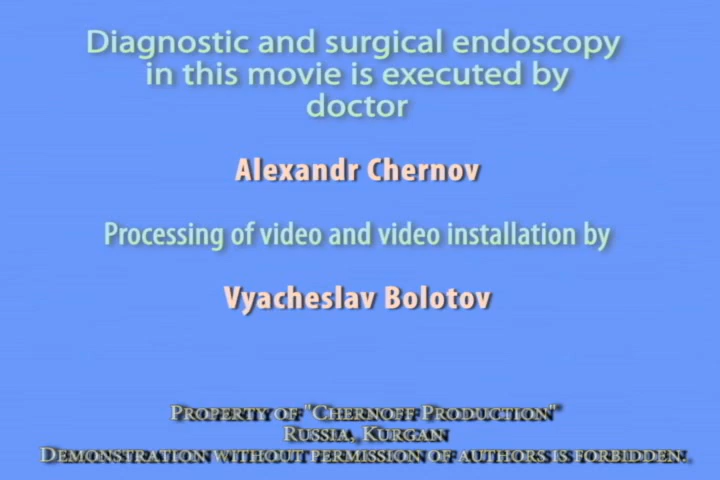 Diagnostic and surgical endoscopy
in this movie is executed by
doctor
Alexandr Chernov
Processing of video and video installation by
Vyacheslav Bolotov
Property of "Chernoff Production"
Russia, Kurgan
Demonstration without permission of authors is forbidden.